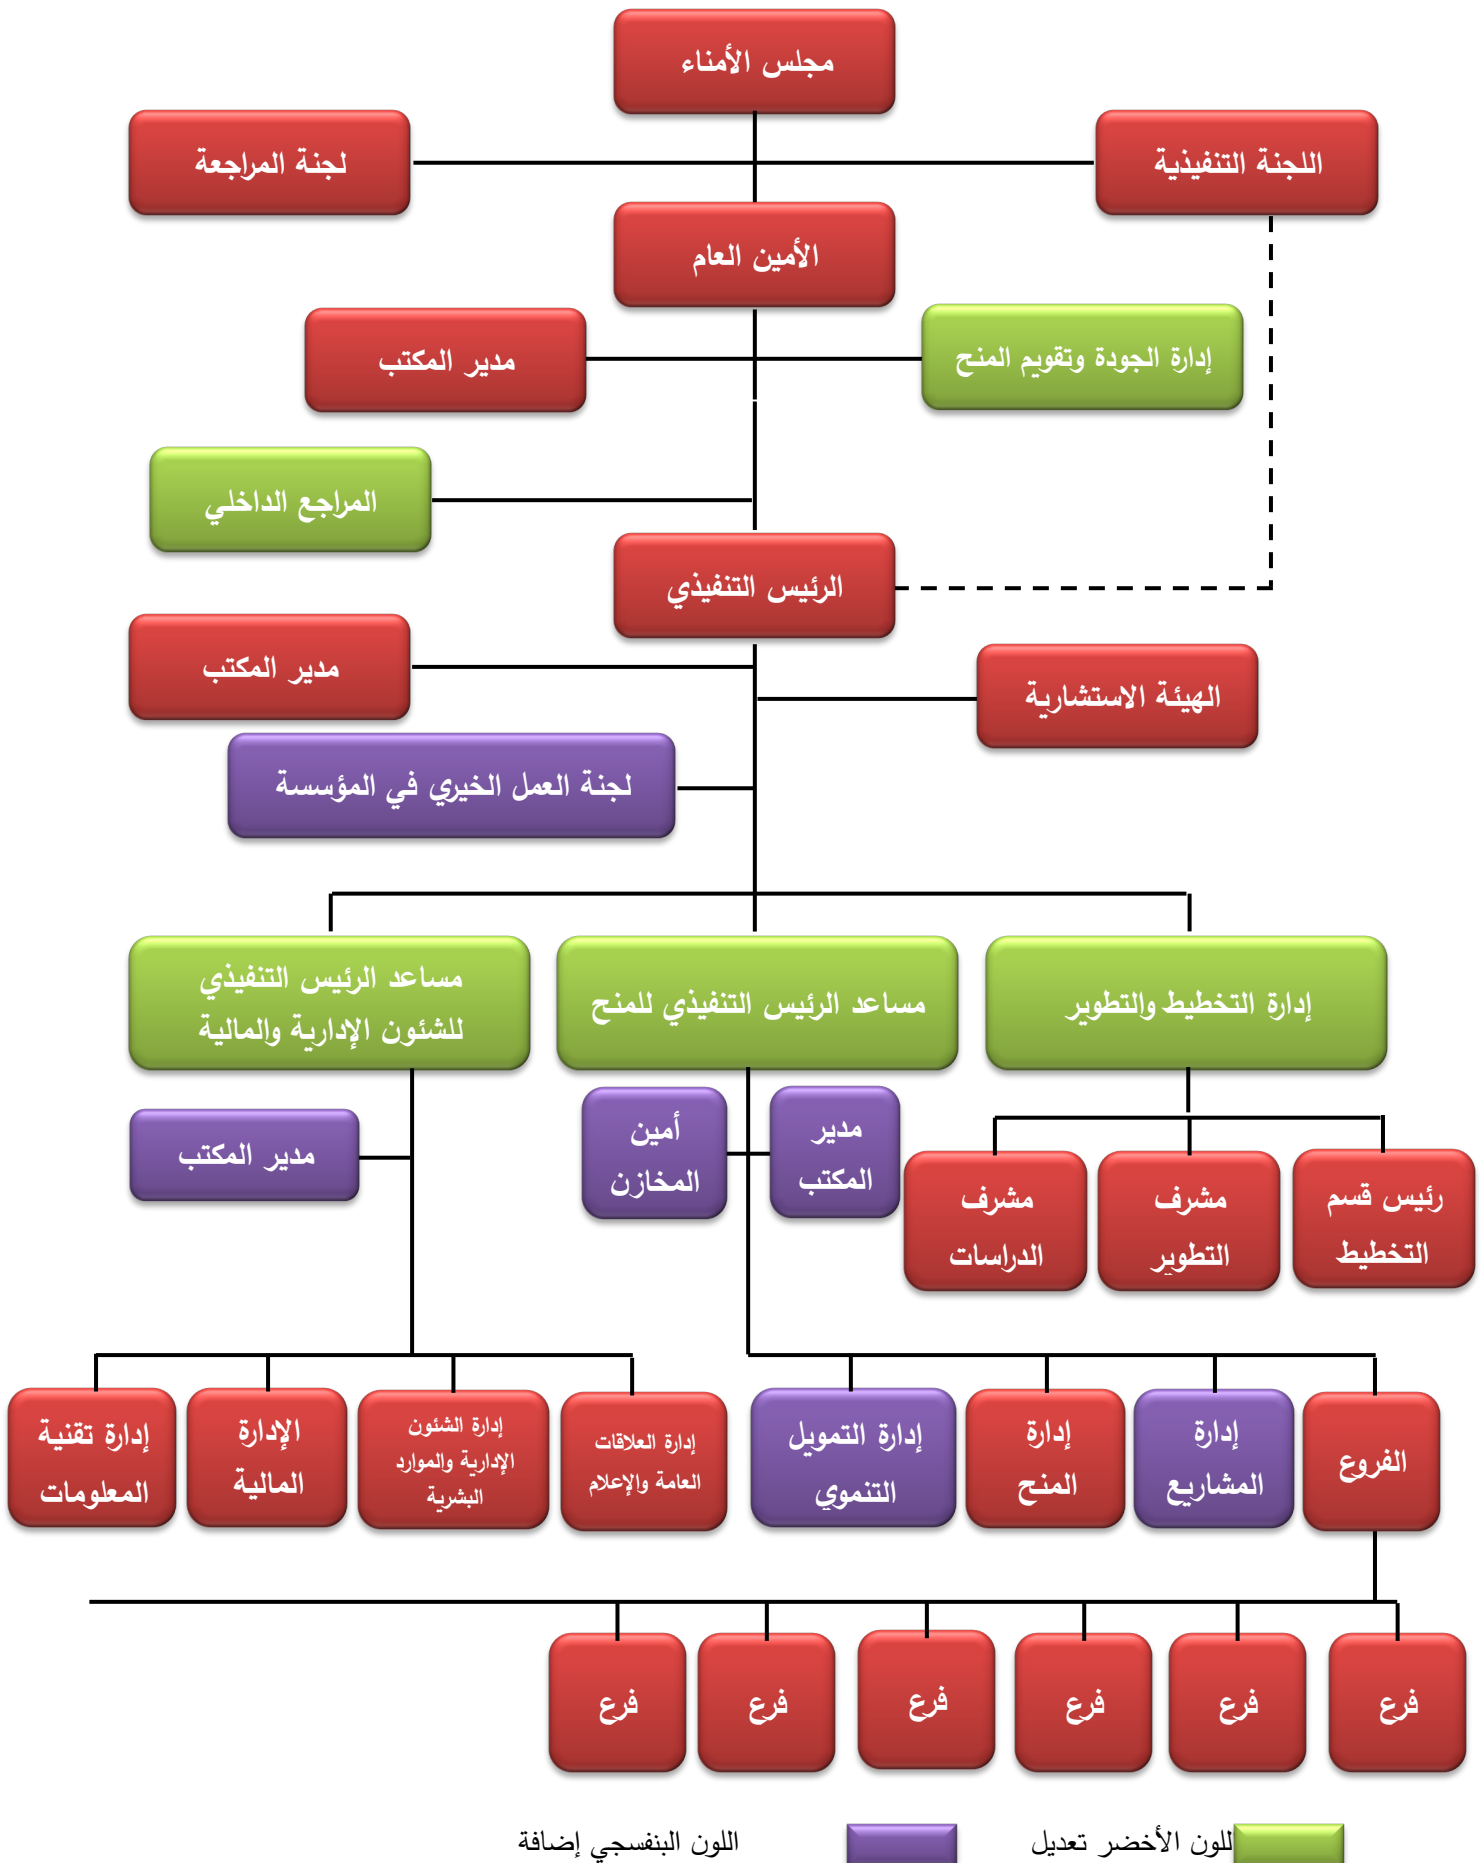 مجلس الأمناء
اللجنة التنفيذية
لجنة المراجعة
الأمين العام
إدارة الجودة وتقويم المنح
مدير المكتب
المراجع الداخلي
الرئيس التنفيذي
مدير المكتب
الهيئة الاستشارية
لجنة العمل الخيري في المؤسسة
إدارة التخطيط والتطوير
مساعد الرئيس التنفيذي للمنح
مساعد الرئيس التنفيذي
للشئون الإدارية والمالية
مدير
المكتب
أمين
المخازن
مدير المكتب
رئيس قسم
التخطيط
مشرف
التطوير
مشرف
الدراسات
الفروع
إدارة
المشاريع
إدارة
المنح
إدارة التمويل
التنموي
إدارة العلاقات
العامة والإعلام
إدارة الشئون
الإدارية والموارد
البشرية
الإدارة
المالية
إدارة تقنية
المعلومات
فرع
فرع
فرع
فرع
فرع
فرع
للون الأخضر تعديل
اللون البنفسجي إضافة